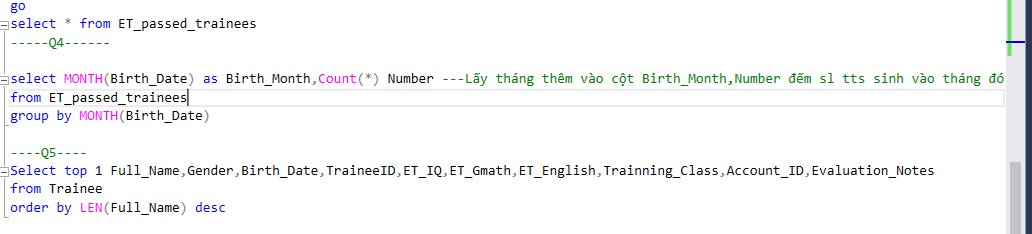 go
select * from ET_passed_trainees
-----Q4------
select MONTH(Birth_Date) as Birth_Month,Count(*) Number ---Lấy tháng thêm vào cột Birth_Month,Number đếm sl tts sinh vào tháng đó
from ET_passed_trainees
group by MONTH(Birth_Date)
----Q5----
Select top 1 Full_Name,Gender,Birth_Date,TraineeID,ET_IQ,ET_Gmath,ET_English,Trainning_Class,Account_ID,Evaluation_Notes
from Trainee
order by LEN(Full_Name) desc